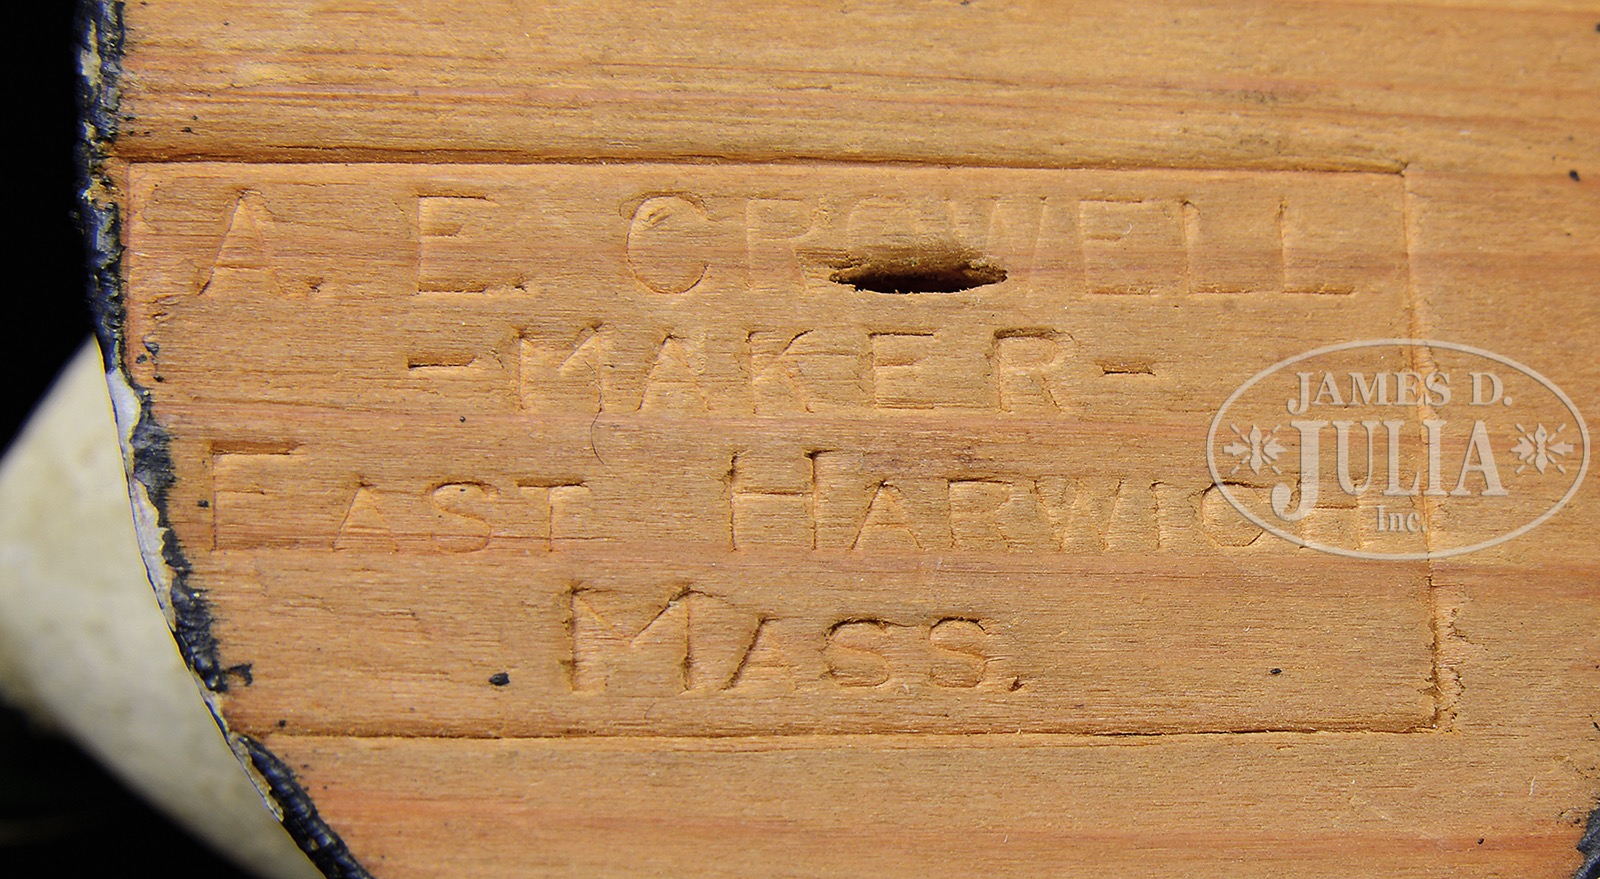 A. E. CROWELL
-MAKER-
EAST HARWICH
MASS.
JAMES D.
JULIA
Inc.